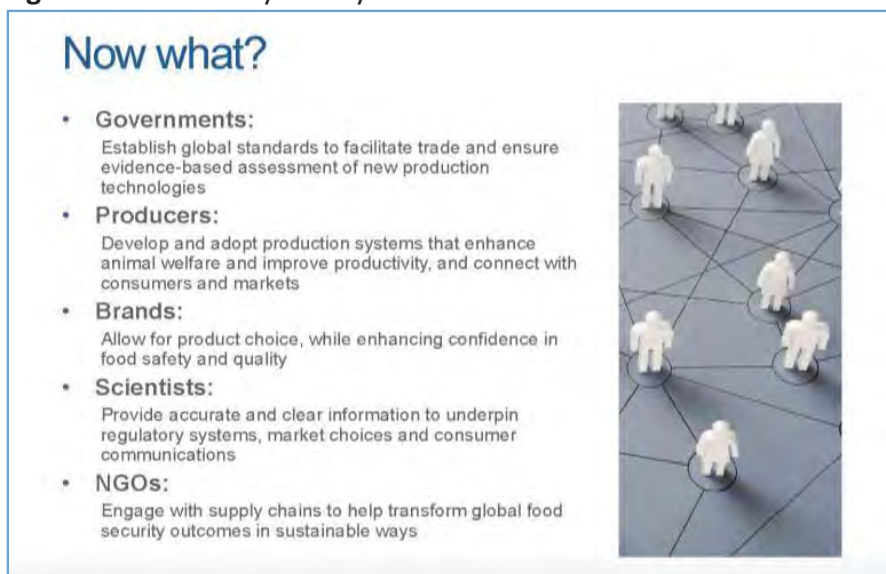 Now what?
• Governments:
Establish global standards to facilitate trade and ensure
evidence-based assessment of new production
technologies
• Producers:
Develop and adopt production systems that enhance
animal welfare and improve productivity, and connect with
consumers and markets
• Brands:
Allow for product choice, while enhancing confidence in
food safety and quality
• Scientists:
Provide accurate and clear information to underpin
regulatory systems, market choices and consumer
communications
• NGOs:
Engage with supply chains to help transform global food
security outcomes in sustainable ways